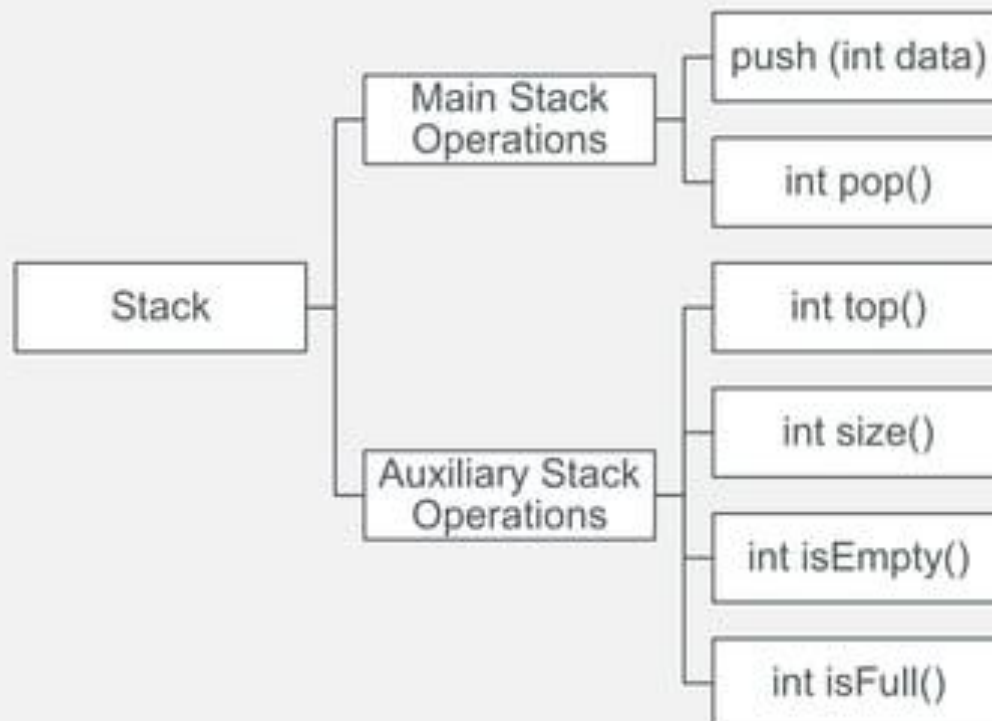 Stack
Main Stack
Operations
push (int data)
int pop()
Auxiliary Stack
Operations
int top()
int size()
int isEmpty()
int isFull()